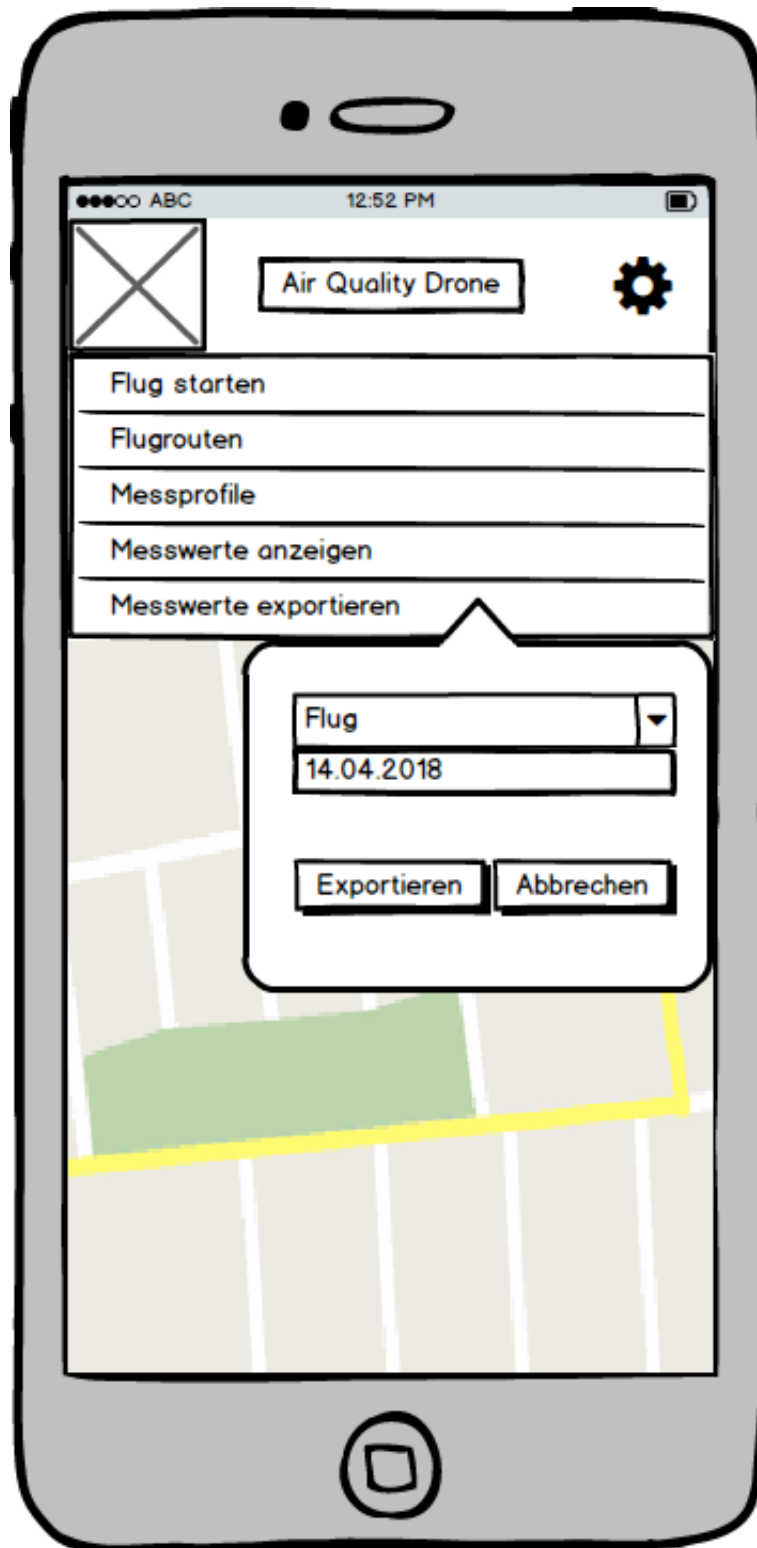 ABC 12:52 PM
Air Quality Drone
Flug starten
Flugrouten
Messprofile
Messwerte anzeigen
Messwerte exportieren
Flug
14.04.2018
Exportieren Abbrechen